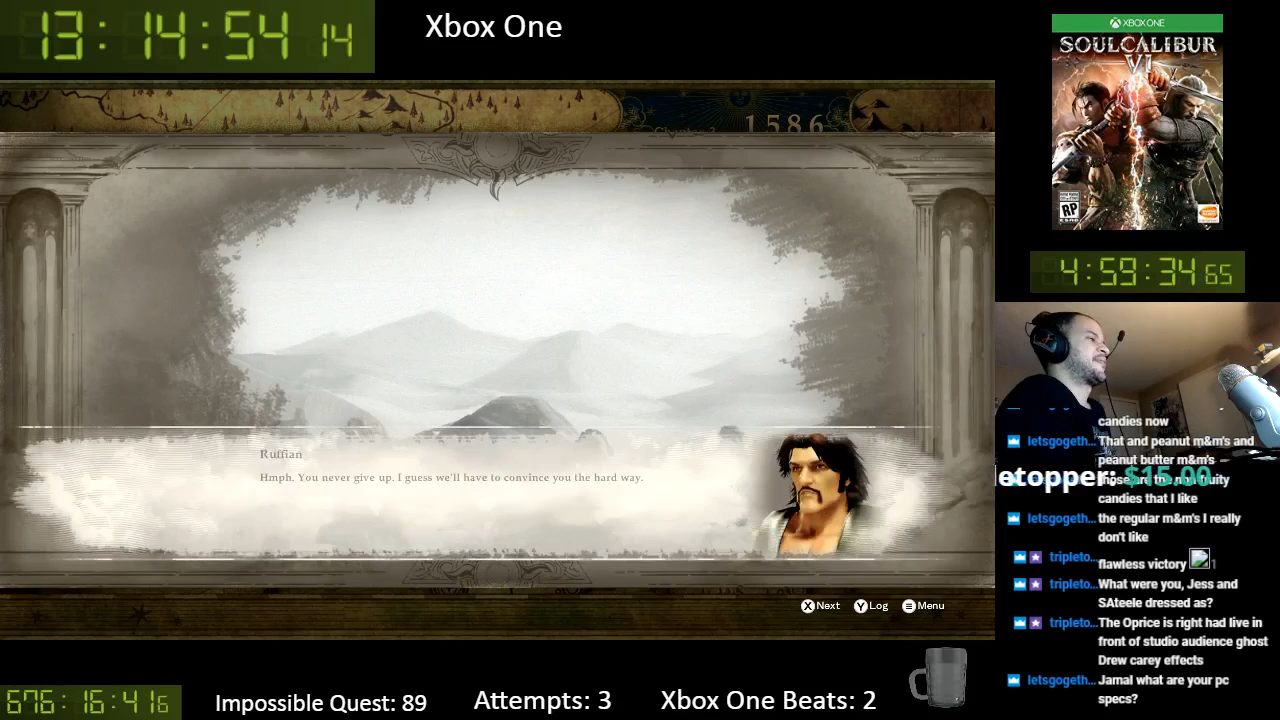 13:14:54 14
Xbox One
XBOX ONE
SOULCALIBUR
VI
1586
4:59:34 65
Ruffian
Hmph. You never give up. I guess we'll have to convince you the hard way.
X Next Y Log Menu
candies now
letsgogeth... That and peanut m&m's and
peanut butter m&m's
etopper: $15.00
candies that I like
letsgogeth... the regular m&m's I really
don't like
tripleto... flawless victory 1
tripleto... What were you, Jess and
SAteele dressed as?
tripleto... The Oprice is right had live in
front of studio audience ghost
Drew carey effects
letsgogeth... Jamal what are your pc
specs?
676:16:41 6
Impossible Quest: 89
Attempts: 3
Xbox One Beats: 2